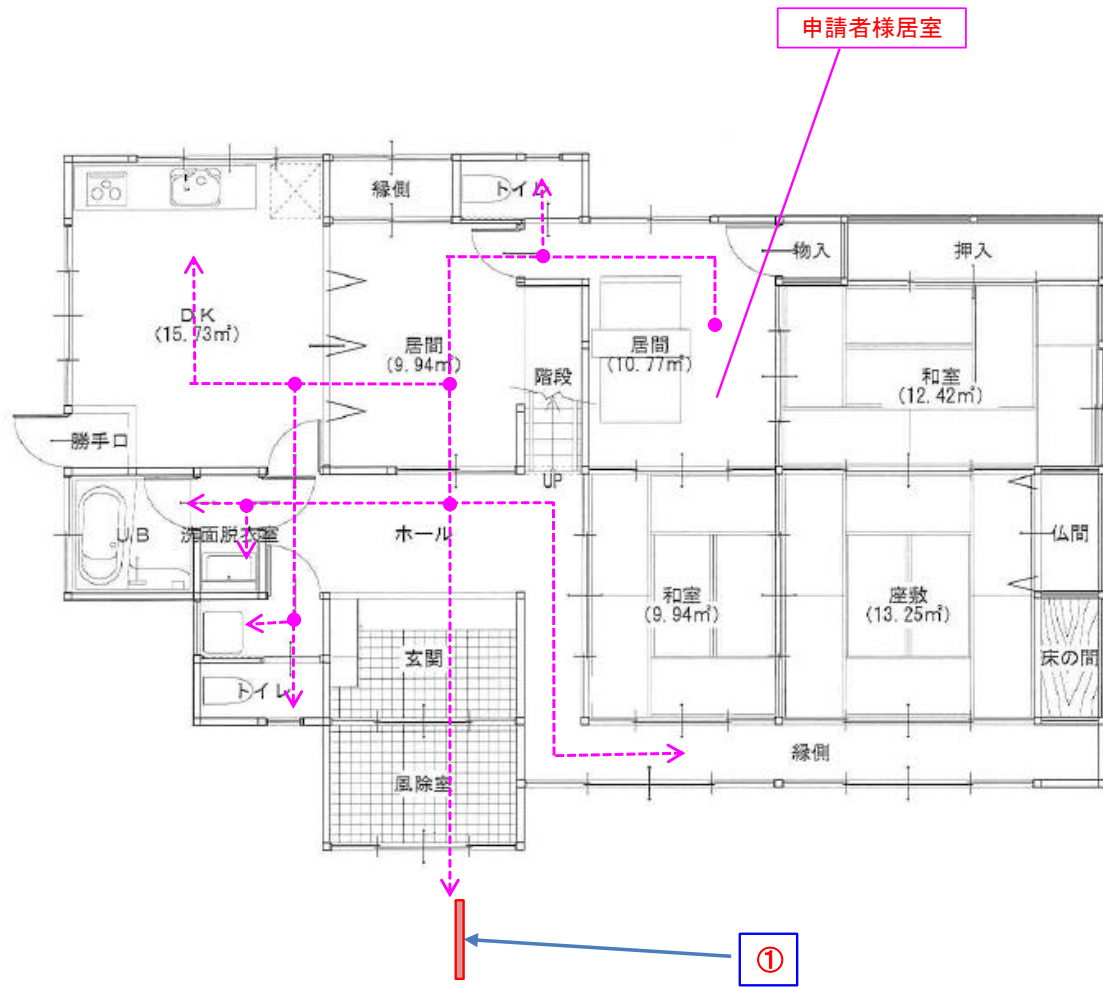 申請者様居室
縁側
トイレ
物入
押入
DK
(15.73㎡)
居間
(9.94㎡)
階段
居間
(10.77㎡)
和室
(12.42㎡)
勝手口
UP
UB
洗面脱衣室
ホール
仏間
和室
(9.94㎡)
座敷
(13.25㎡)
玄関
床の間
トイレ
縁側
風除室
①